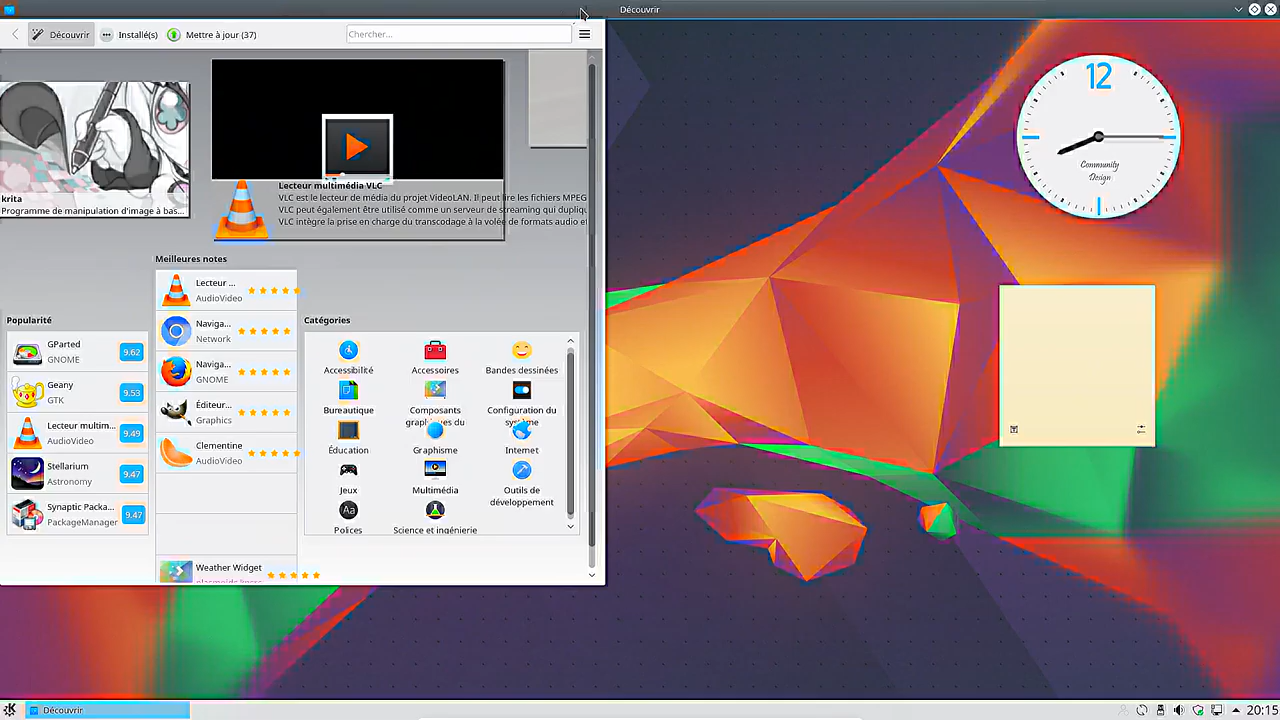 Découvrir
Découvrir
Installé(s)
Mettre à jour (37)
Chercher...
krita
Programme de manipulation d'image à bas...
Lecteur multimédia VLC
VLC est le lecteur de média du projet VideoLAN. Il peut lire les fichiers MPEG
VLC peut également être utilisé comme un serveur de streaming qui dupliqu
VLC intègre la prise en charge du transcodage à la volée de formats audio et
Meilleures notes
Lecteur ...
AudioVideo
Naviga...
Network
Naviga...
GNOME
Éditeur...
Graphics
Clementine
AudioVideo
Weather Widget
Popularité
GParted
GNOME
9.62
Geany
GTK
9.53
Lecteur multim...
AudioVideo
9.49
Stellarium
Astronomy
9.47
Synaptic Packa...
PackageManager
9.47
Catégories
Accessibilité
Accessoires
Bandes dessinées
Bureautique
Composants
graphiques du
Configuration du
système
Éducation
Graphisme
Internet
Jeux
Multimédia
Outils de
développement
Aa
Polices
Science et ingénierie
12
Community
Design
Découvrir
20:15